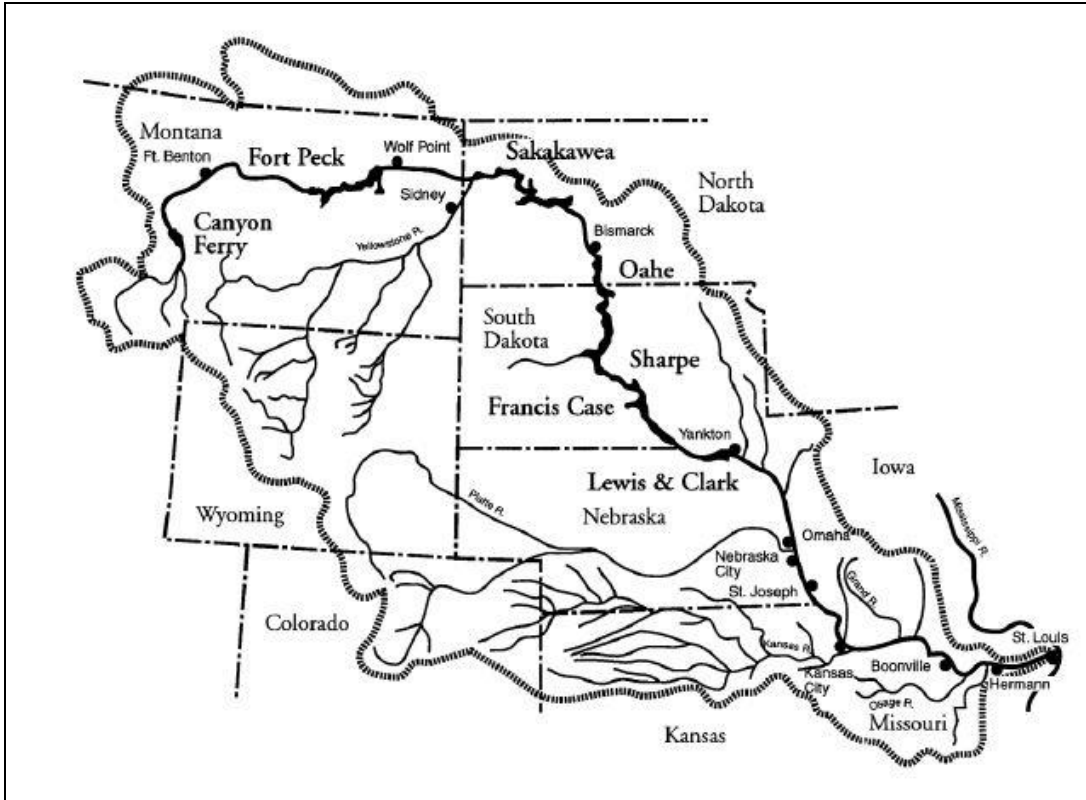 Montana
Ft. Benton
Fort Peck
Wolf Point
Sakakawea
North
Dakota
Sidney
Canyon
Ferry
Yellowstone R.
Bismarck
Oahe
South
Dakota
Sharpe
Francis Case
Yankton
Lewis & Clark
Nebraska
Iowa
Platte R.
Wyoming
Mississippi R.
Omaha
Nebraska
City
St. Joseph
Grand R.
Colorado
Kansas R.
Kansas
City
Boonville
St. Louis
Hermann
Osage R.
Missouri
Kansas